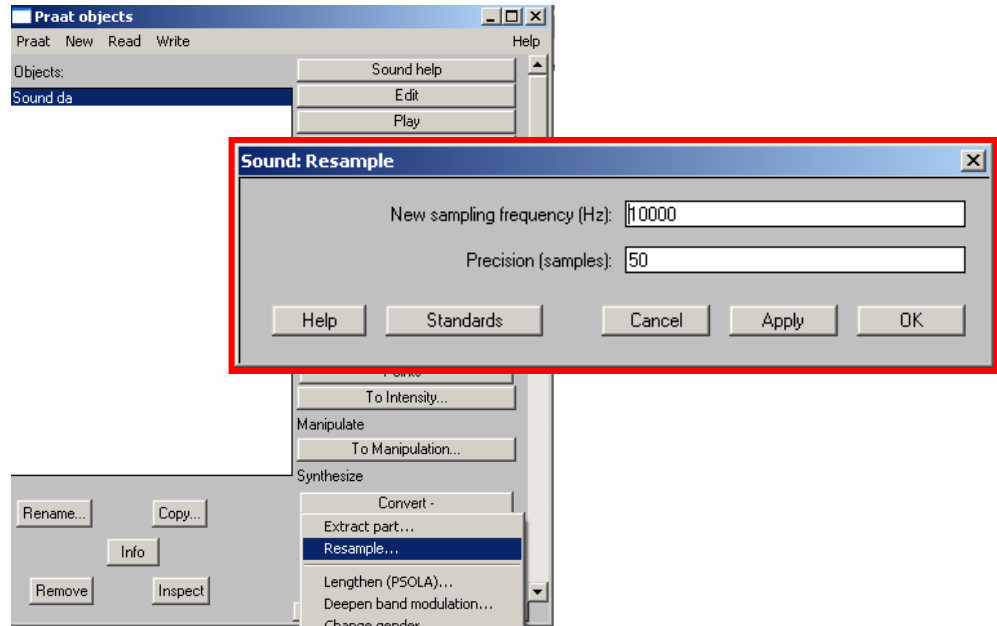 Praat objects
Praat New Read Write Help
Objects:
Sound da
Sound help
Edit
Play
Sound: Resample
New sampling frequency (Hz): 10000
Precision (samples): 50
Help Standards Cancel Apply OK
To Intensity...
Manipulate
To Manipulation...
Synthesize
Convert -
Extract part...
Resample...
Lengthen (PSOLA)...
Deepen band modulation...
Change gender
Rename... Copy...
Info
Remove Inspect